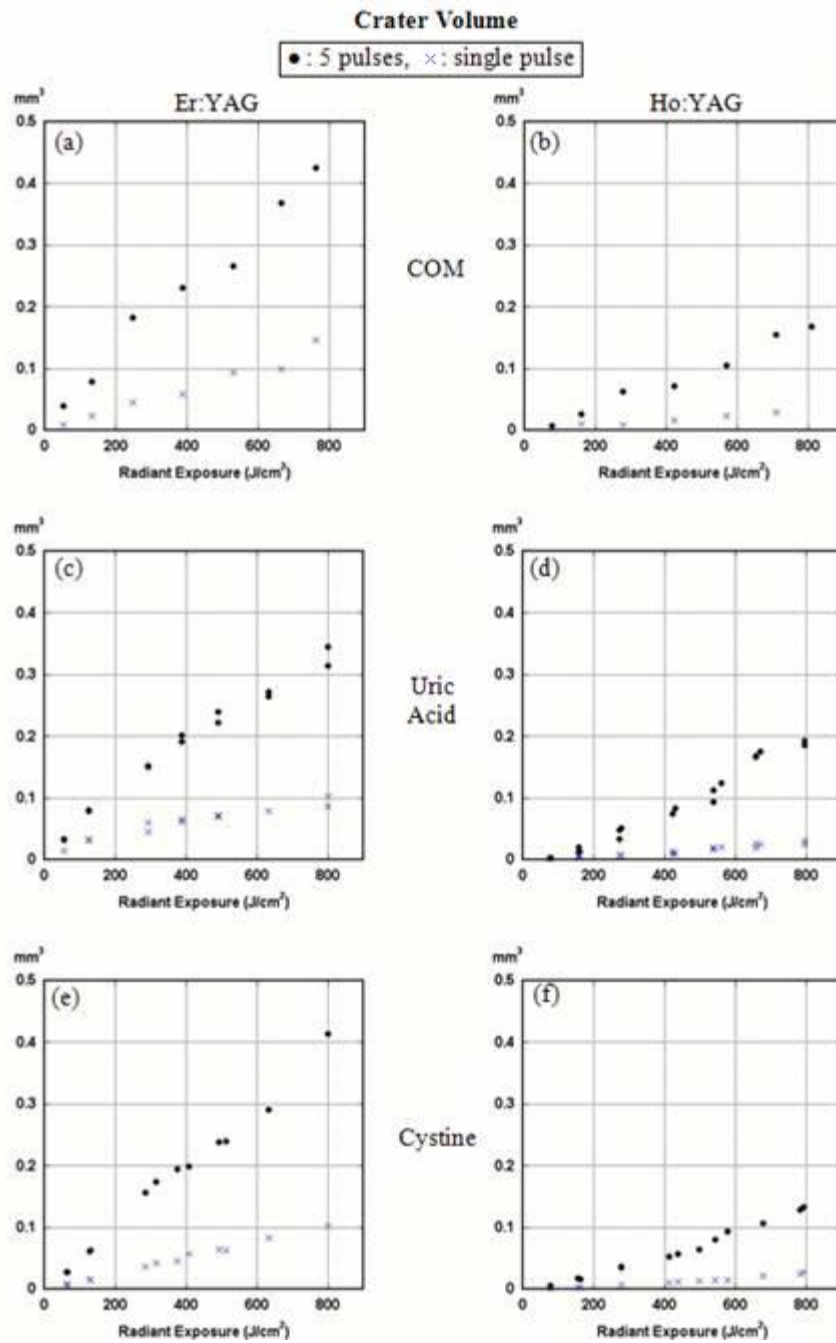 Crater Volume
● : 5 pulses, × : single pulse
Er:YAG Ho:YAG
mm³ mm³
0.5 0.5
(a) (b)
0.4 0.4
0.3 0.3
COM
0.2 0.2
0.1 0.1
0 0
0 200 400 600 800 0 200 400 600 800
Radiant Exposure (J/cm²) Radiant Exposure (J/cm²)
mm³ mm³
0.5 0.5
(c) (d)
0.4 0.4
0.3 0.3
Uric
Acid
0.2 0.2
0.1 0.1
0 0
0 200 400 600 800 0 200 400 600 800
Radiant Exposure (J/cm²) Radiant Exposure (J/cm²)
mm³ mm³
0.5 0.5
(e) (f)
0.4 0.4
0.3 0.3
Cystine
0.2 0.2
0.1 0.1
0 0
0 200 400 600 800 0 200 400 600 800
Radiant Exposure (J/cm²) Radiant Exposure (J/cm²)